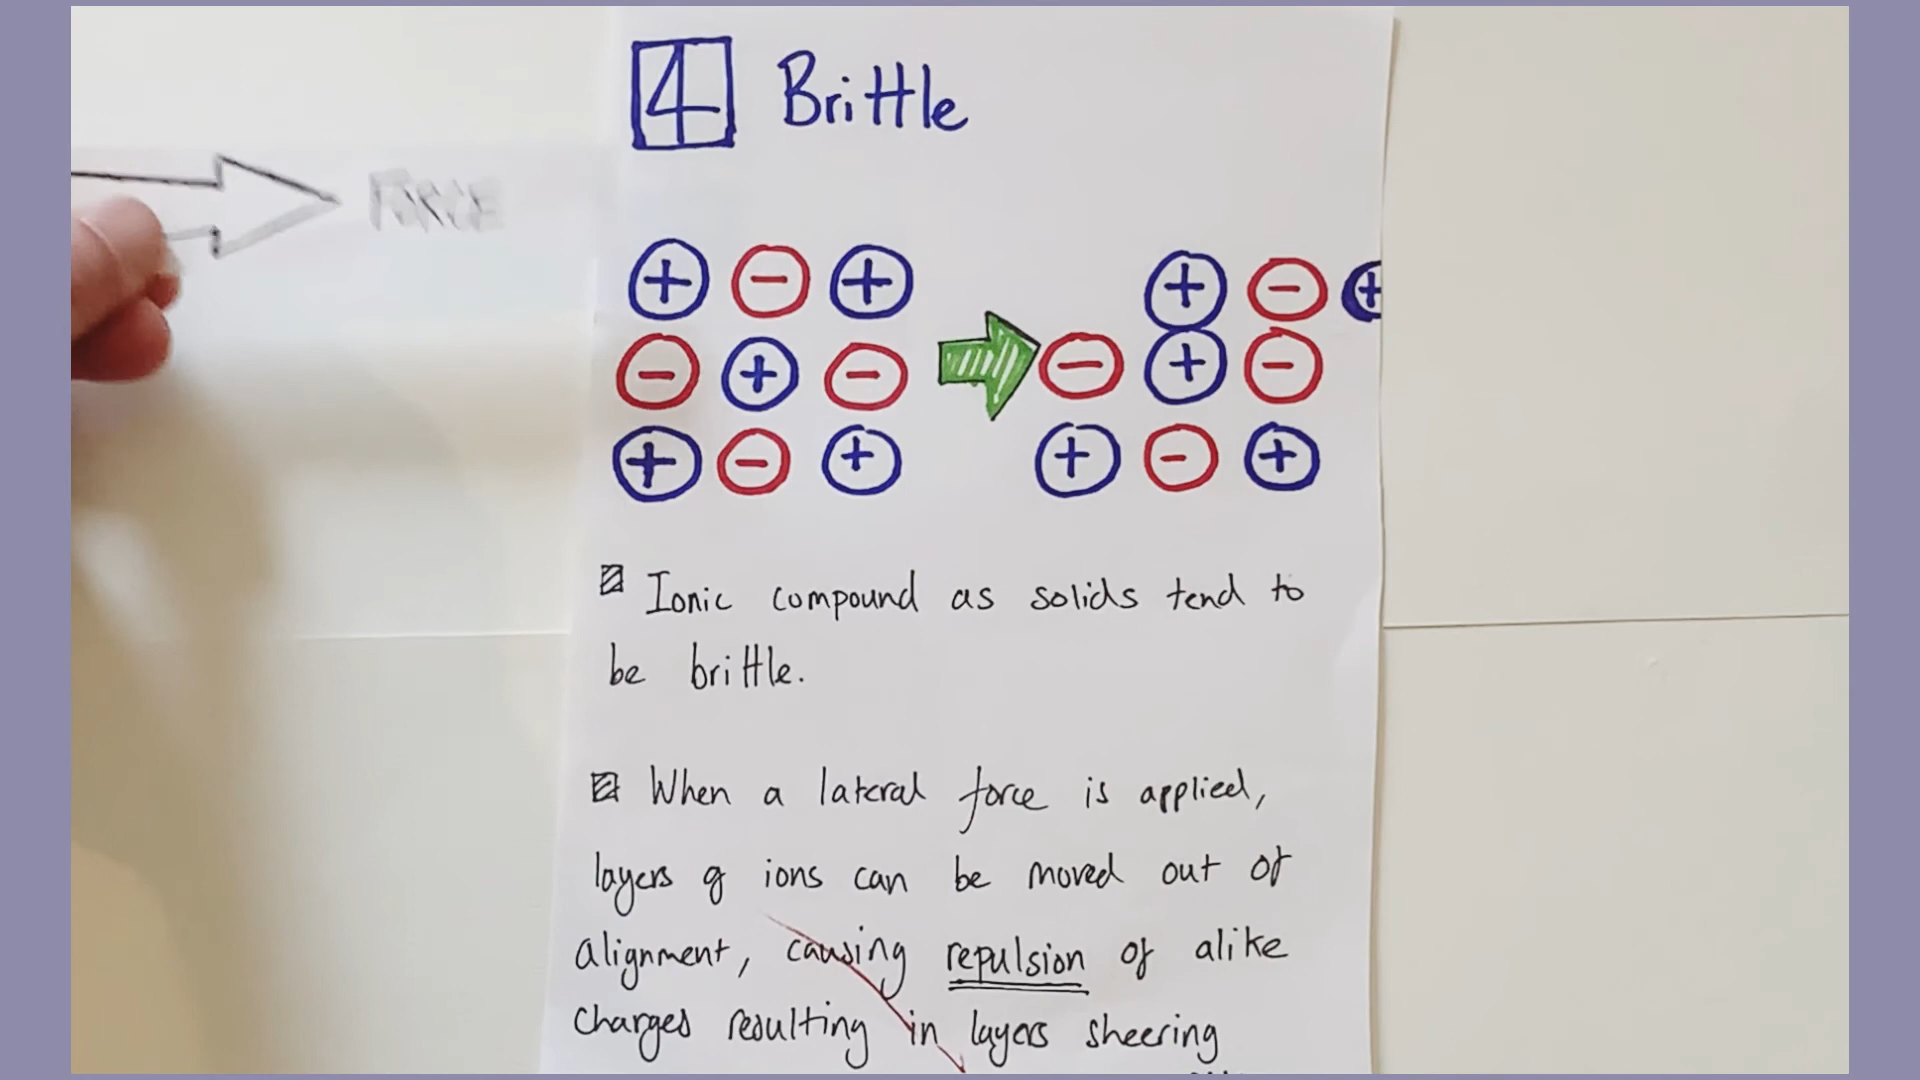 4 Brittle
FORCE
+ - + + - +
- + - - + -
+ - + + - +
Ionic compound as solids tend to
be brittle.
When a lateral force is applied,
layers of ions can be moved out of
alignment, causing repulsion of alike
charges resulting in layers sheering